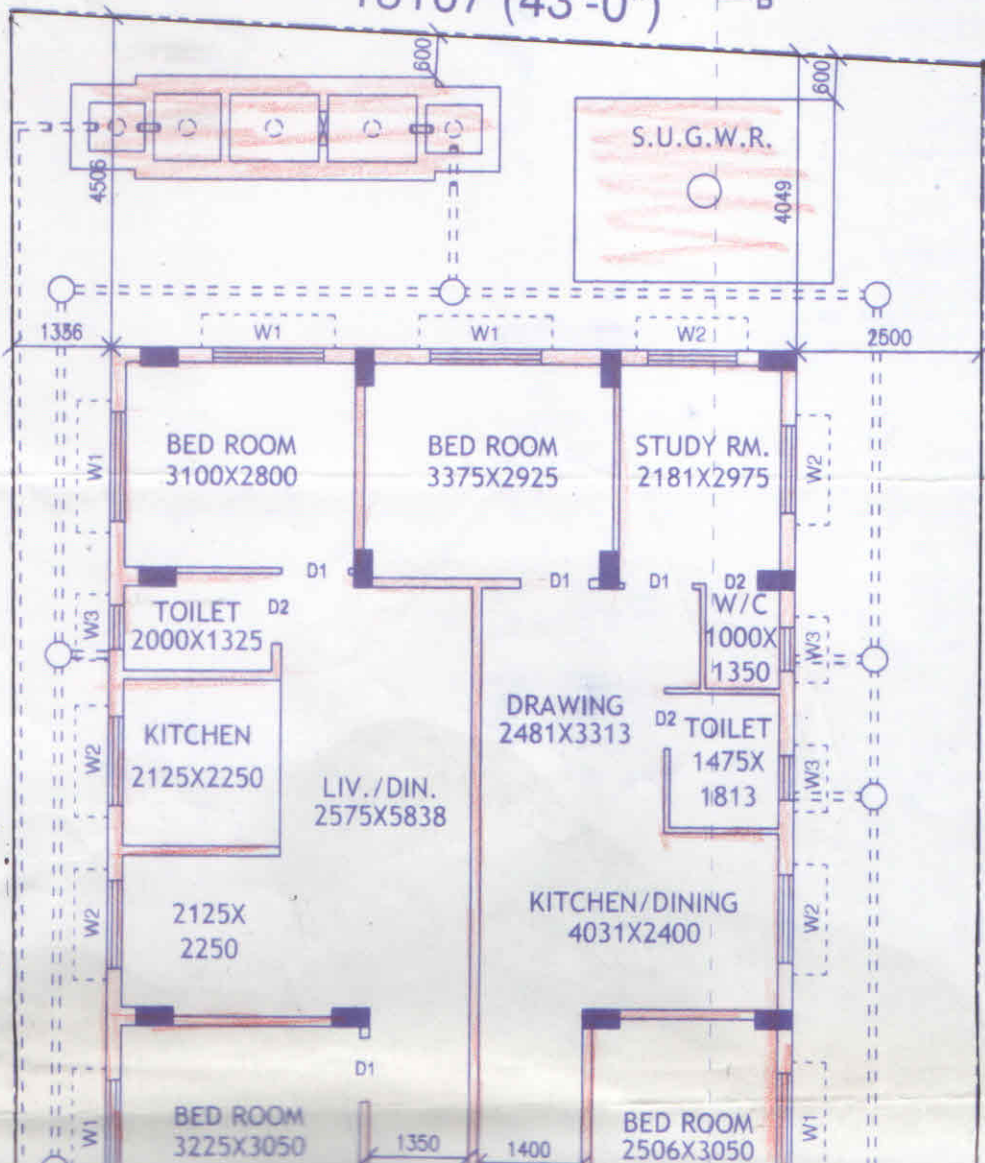 (43'-0")
B
600
600
S.U.G.W.R.
4506
4049
1336
2500
W1
W1
W2
W1
BED ROOM
3100X2800
BED ROOM
3375X2925
STUDY RM.
2181X2975
W2
D1
D1
D1
D2
W3
TOILET
2000X1325
D2
W/C
1000X
1350
W3
W2
KITCHEN
2125X2250
LIV./DIN.
2575X5838
DRAWING
2481X3313
D2
TOILET
1475X
1813
W3
W2
2125X
2250
KITCHEN/DINING
4031X2400
W2
D1
W1
BED ROOM
3225X3050
1350
1400
BED ROOM
2506X3050
W1